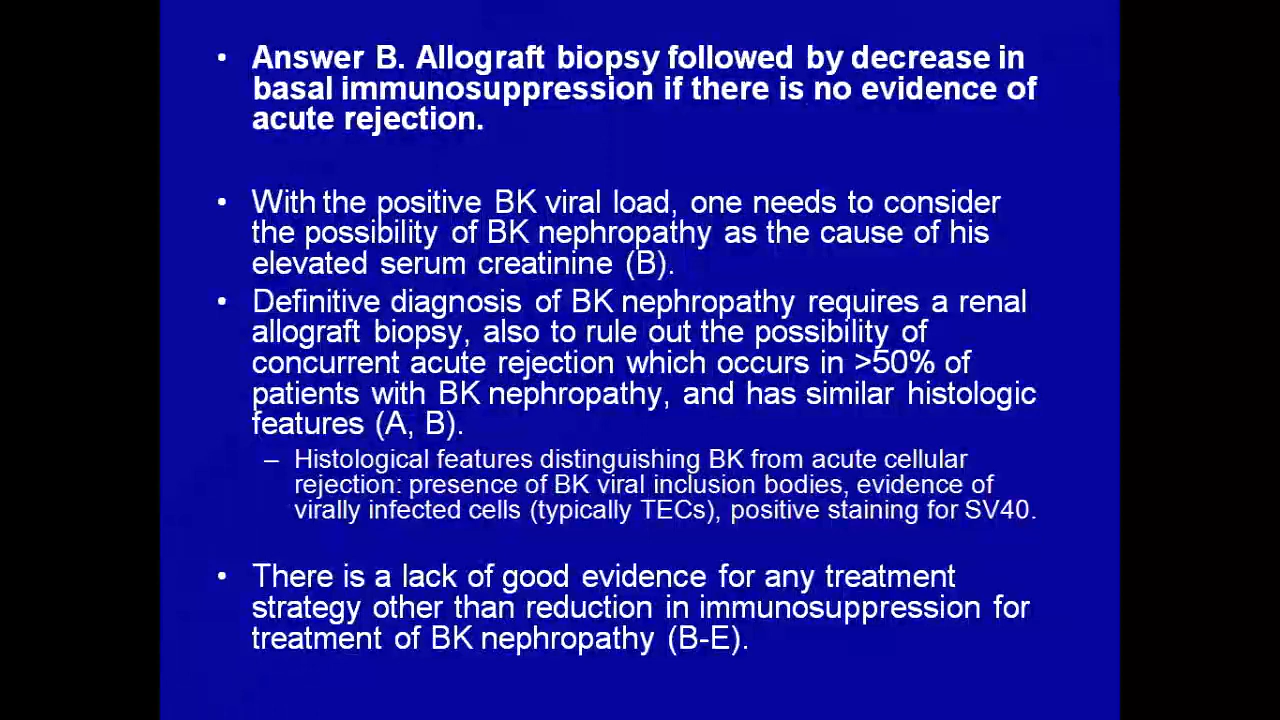 • Answer B. Allograft biopsy followed by decrease in
basal immunosuppression if there is no evidence of
acute rejection.
• With the positive BK viral load, one needs to consider
the possibility of BK nephropathy as the cause of his
elevated serum creatinine (B).
• Definitive diagnosis of BK nephropathy requires a renal
allograft biopsy, also to rule out the possibility of
concurrent acute rejection which occurs in >50% of
patients with BK nephropathy, and has similar histologic
features (A, B).
– Histological features distinguishing BK from acute cellular
rejection: presence of BK viral inclusion bodies, evidence of
virally infected cells (typically TECs), positive staining for SV40.
• There is a lack of good evidence for any treatment
strategy other than reduction in immunosuppression for
treatment of BK nephropathy (B-E).